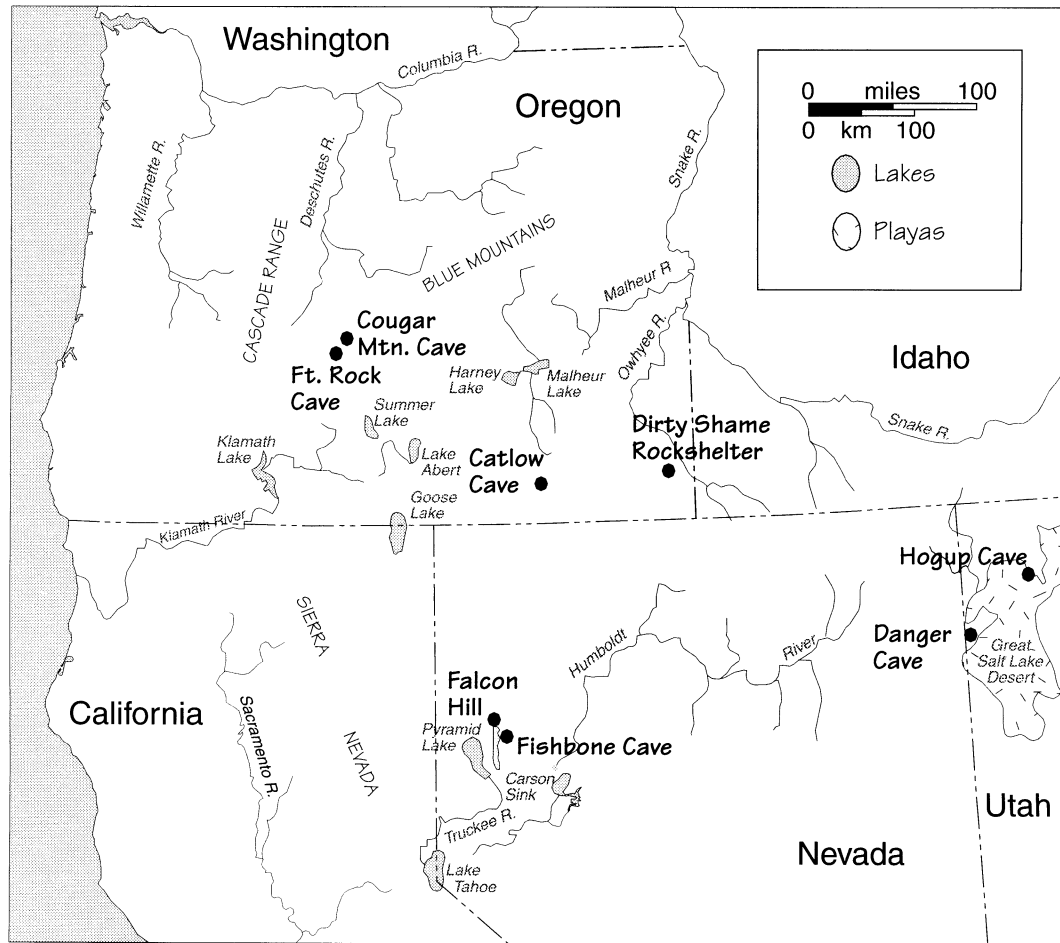 Washington
Columbia R.
Oregon
0 miles 100
0 km 100
Lakes
Playas
Willamette R.
Deschutes R.
Snake R.
CASCADE RANGE
BLUE MOUNTAINS
Malheur R
Owhyee R.
Cougar
Mtn. Cave
Ft. Rock
Cave
Harney
Lake
Malheur
Lake
Idaho
Summer
Lake
Snake R.
Klamath
Lake
Lake
Abert
Catlow
Cave
Dirty Shame
Rockshelter
Goose
Lake
Klamath River
Hogup Cave
SIERRA
NEVADA
Humboldt
River
Danger
Cave
Great
Salt Lake
Desert
California
Sacramento R.
Falcon
Hill
Pyramid
Lake
Fishbone Cave
Carson
Sink
Truckee R.
Utah
Nevada
Lake
Tahoe